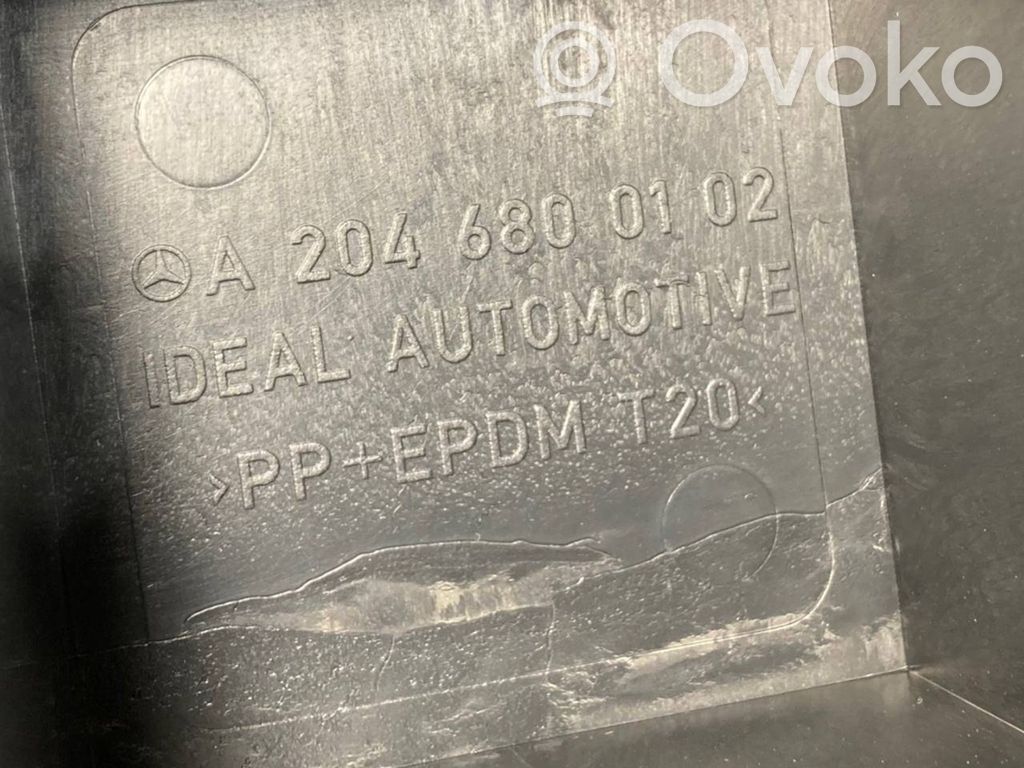 Ovoko
A 204 680 01 02
IDEAL AUTOMOTIVE
>PP+EPDM T20<